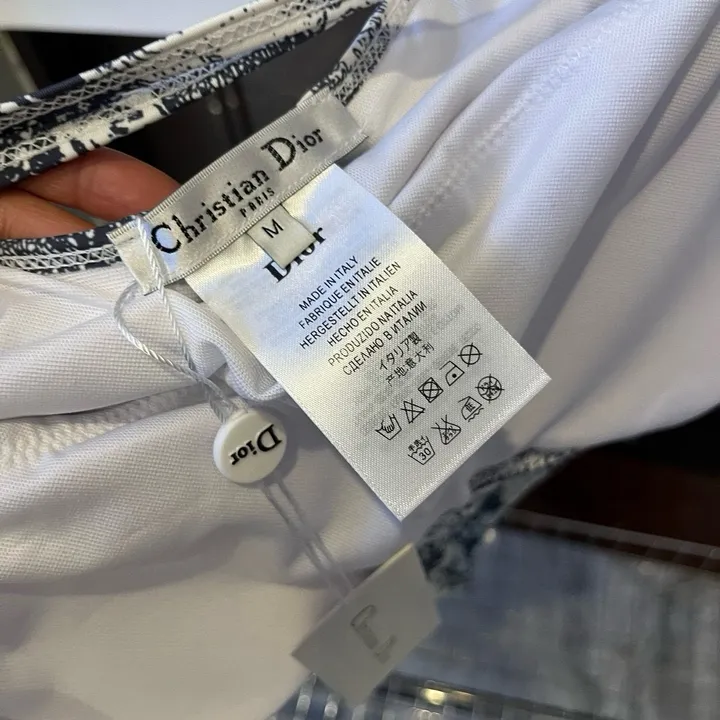 Christian Dior
PARIS
M
Dior
MADE IN ITALY
FABRIQUE EN ITALIE
HERGESTELLT IN ITALIEN
HECHO EN ITALIA
PRODUZIDO NA ITALIA
СДЕЛАНО В ИТАЛИИ
イタリア製
产地意大利
30
Dior